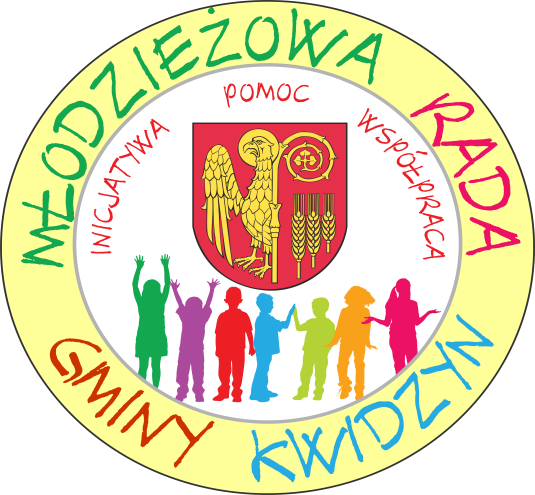 MŁODZIEŻOWA RADA
GMINY KWIDZYN
INICJATYWA
POMOC
WSPÓŁPRACA